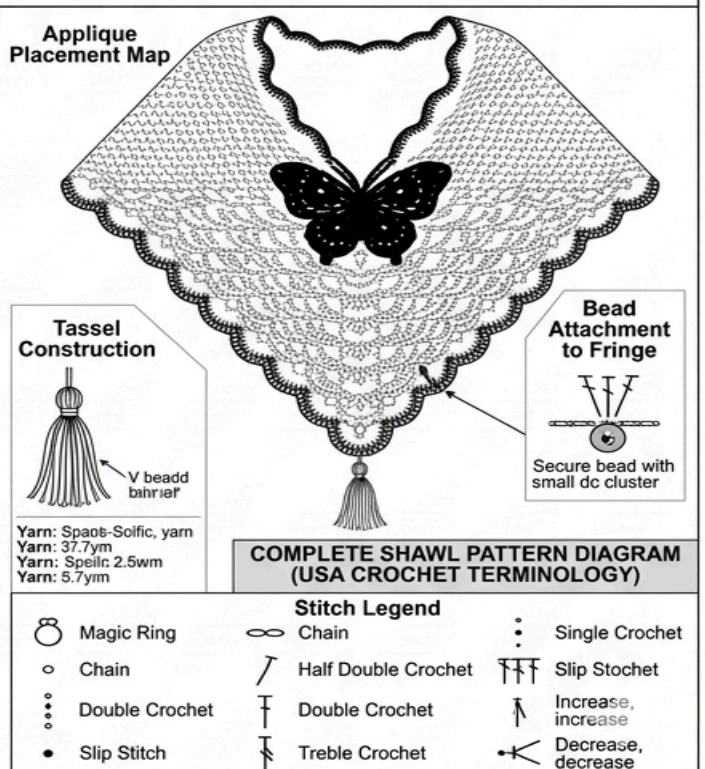 Applique
Placement Map
Tassel
Construction
V beadd
Yarn: Spaot-Solfic, yarn
Yarn: 37.7ym
Yarn: Speilc 2.5wm
Yarn: 5.7ym
Bead
Attachment
to Fringe
Secure bead with
small dc cluster
COMPLETE SHAWL PATTERN DIAGRAM
(USA CROCHET TERMINOLOGY)
Stitch Legend
Magic Ring
Chain
Single Crochet
Chain
Half Double Crochet
Slip Stochet
Double Crochet
Double Crochet
Increase,
increase
Slip Stitch
Treble Crochet
Decrease,
decrease